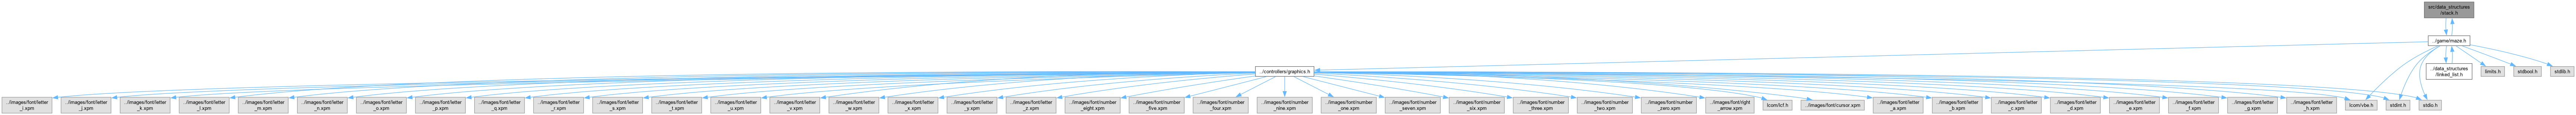 src/data_structures
/stack.h
../game/maze.h
../controllers/graphics.h
../data_structures
/linked_list.h
limits.h
stdbool.h
stdlib.h
../images/font/letter
_i.xpm
../images/font/letter
_j.xpm
../images/font/letter
_k.xpm
../images/font/letter
_l.xpm
../images/font/letter
_m.xpm
../images/font/letter
_n.xpm
../images/font/letter
_o.xpm
../images/font/letter
_p.xpm
../images/font/letter
_q.xpm
../images/font/letter
_r.xpm
../images/font/letter
_s.xpm
../images/font/letter
_t.xpm
../images/font/letter
_u.xpm
../images/font/letter
_v.xpm
../images/font/letter
_w.xpm
../images/font/letter
_x.xpm
../images/font/letter
_y.xpm
../images/font/letter
_z.xpm
../images/font/number
_eight.xpm
../images/font/number
_five.xpm
../images/font/number
_four.xpm
../images/font/number
_nine.xpm
../images/font/number
_one.xpm
../images/font/number
_seven.xpm
../images/font/number
_six.xpm
../images/font/number
_three.xpm
../images/font/number
_two.xpm
../images/font/number
_zero.xpm
../images/font/right
_arrow.xpm
lcom/lcf.h
../images/font/cursor.xpm
../images/font/letter
_a.xpm
../images/font/letter
_b.xpm
../images/font/letter
_c.xpm
../images/font/letter
_d.xpm
../images/font/letter
_e.xpm
../images/font/letter
_f.xpm
../images/font/letter
_g.xpm
../images/font/letter
_h.xpm
lcom/vbe.h
stdint.h
stdio.h